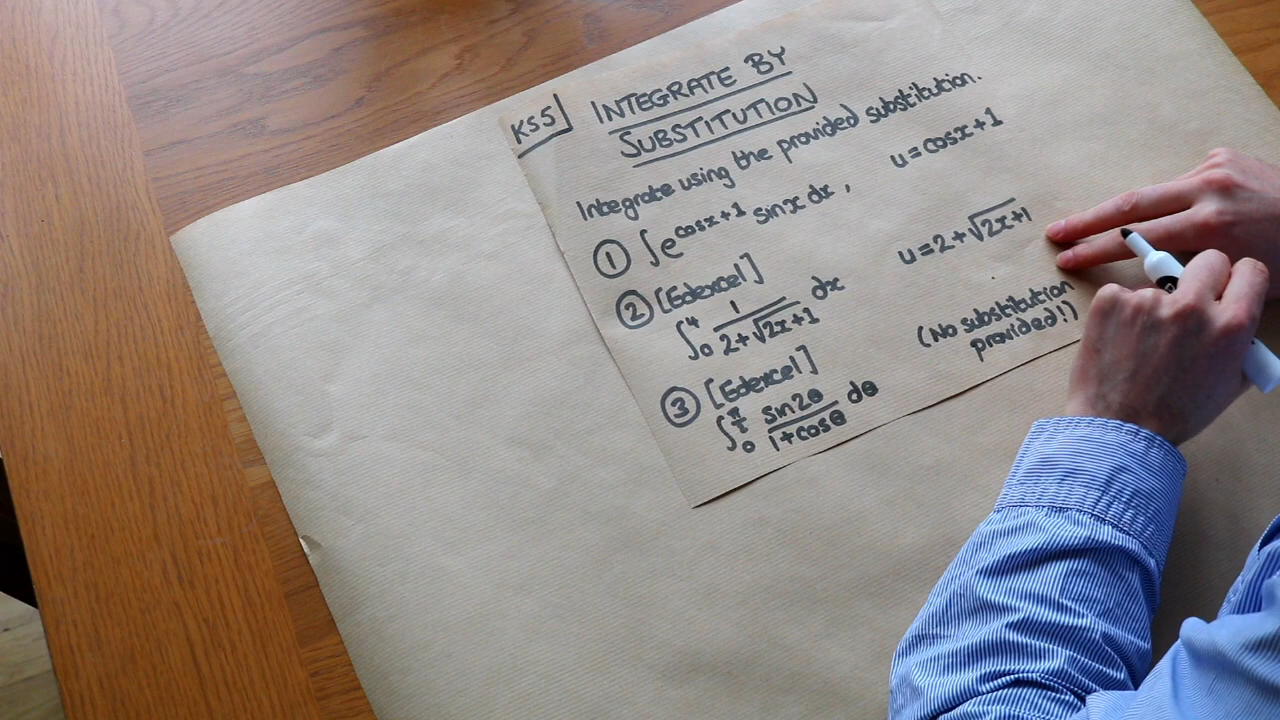 KS5
INTEGRATE BY
SUBSTITUTION
Integrate using the provided substitution.
① ∫e^(cosx+1) sinx dx, u=cosx+1
② [Edexcel]
∫₀⁴ 1/(2+√(2x+1)) dx u=2+√(2x+1)
③ [Edexcel] (No substitution
provided!)
∫₀^(π/2) sin2θ/(1+cosθ) dθ